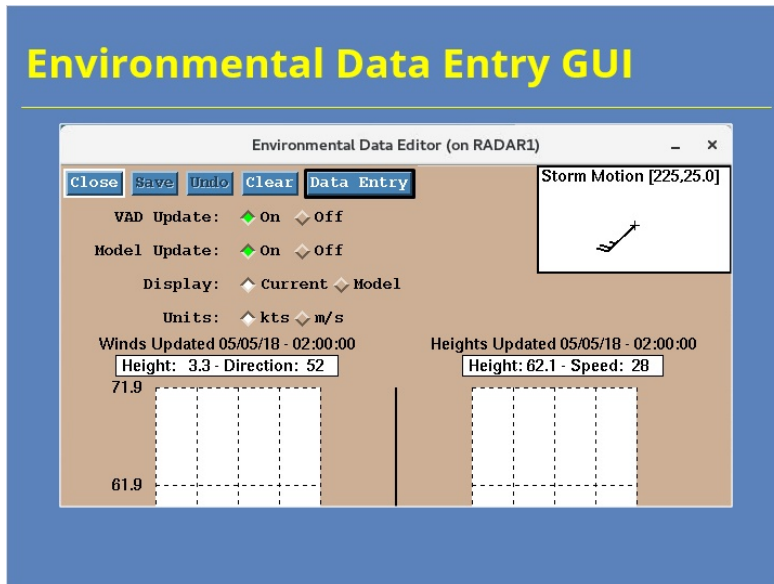 Environmental Data Entry GUI
Environmental Data Editor (on RADAR1)
Close Save Undo Clear Data Entry
Storm Motion [225,25.0]
VAD Update: On Off
Model Update: On Off
Display: Current Model
Units: kts m/s
Winds Updated 05/05/18 - 02:00:00 Heights Updated 05/05/18 - 02:00:00
Height: 3.3 - Direction: 52 Height: 62.1 - Speed: 28
71.9
61.9